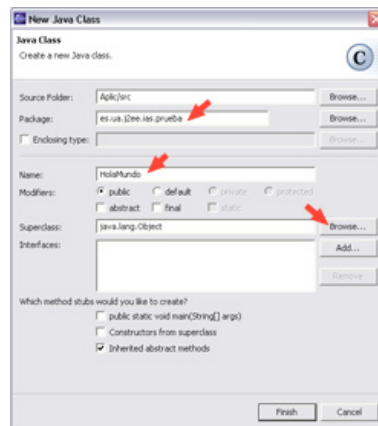 New Java Class
Java Class
Create a new Java class.
C
Source Folder: Aplic/src Browse...
Package: es.ua.j2ee.ias.prueba Browse...
Enclosing type: Browse...
Name: HolaMundo
Modifiers: public default private protected
abstract final static
Superclass: java.lang.Object Browse...
Interfaces: Add...
Remove
Which method stubs would you like to create?
public static void main(String[] args)
Constructors from superclass
Inherited abstract methods
Finish Cancel